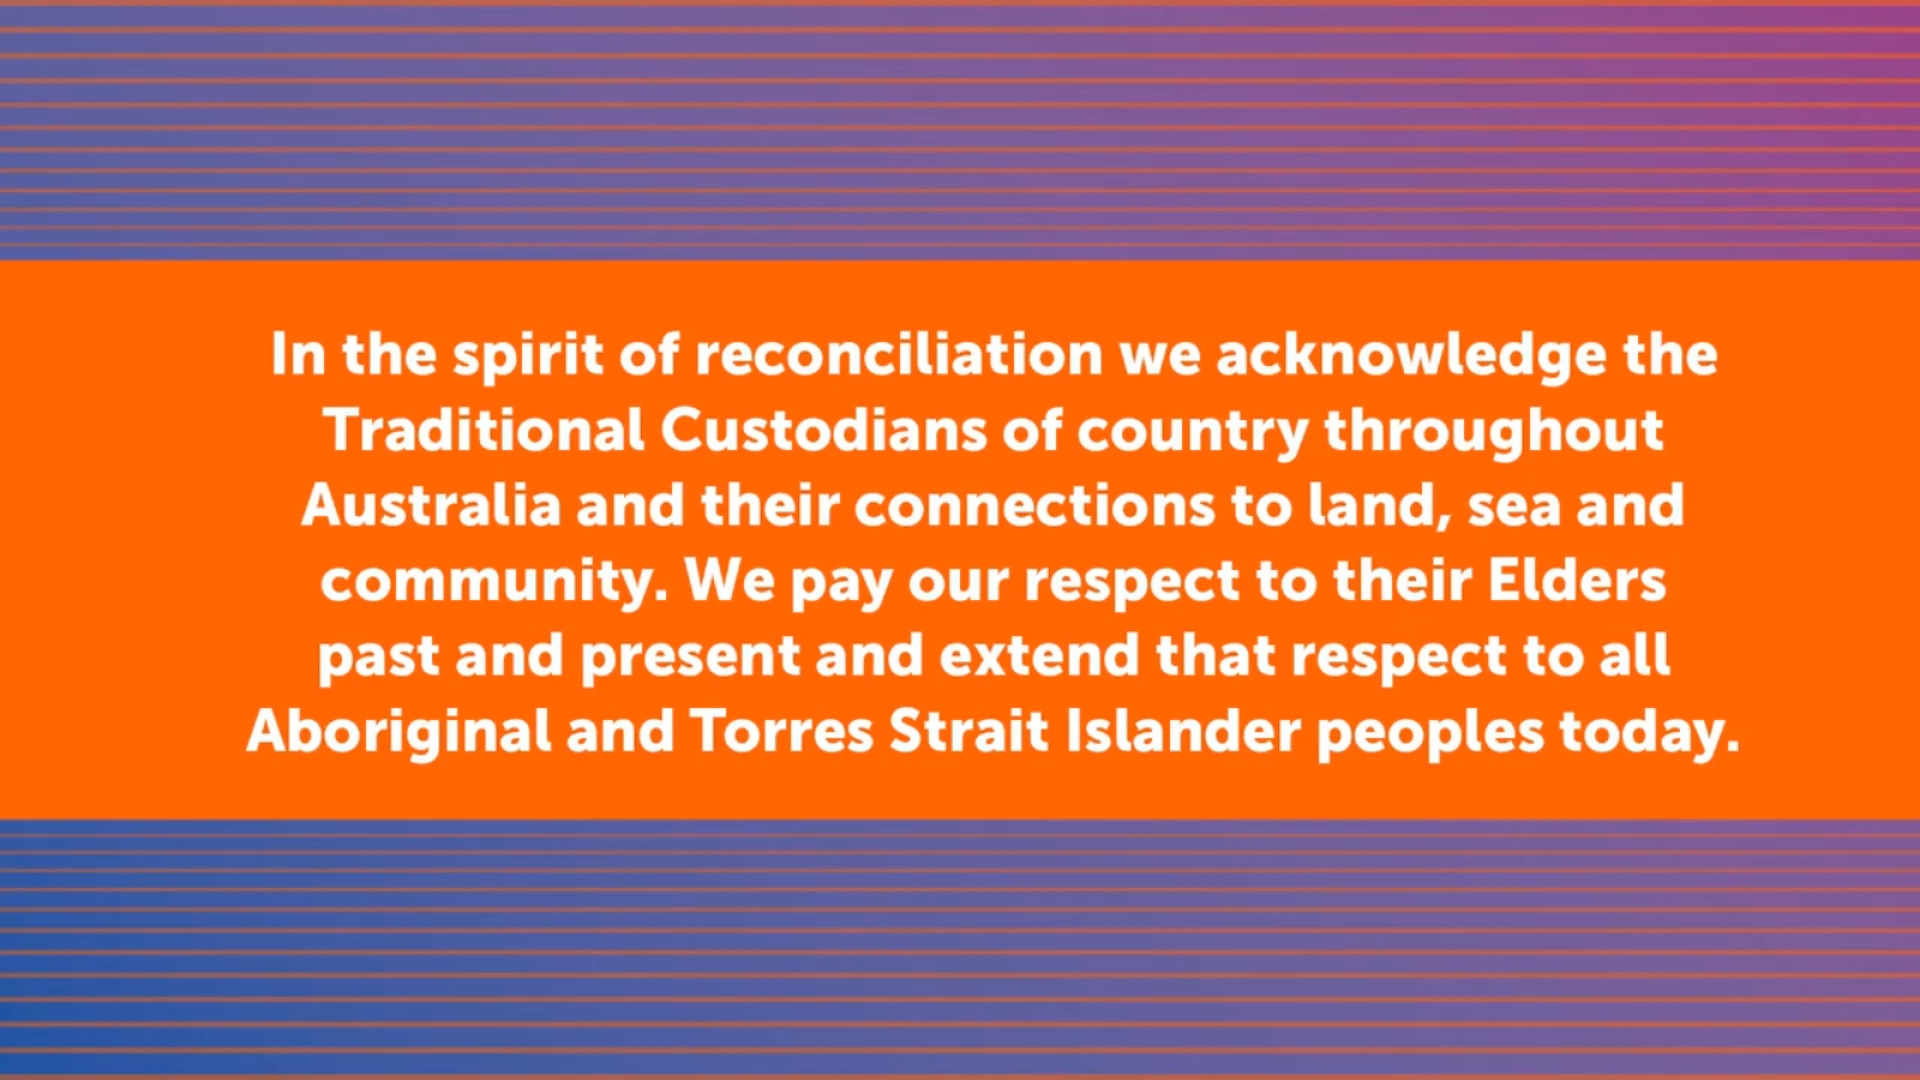 In the spirit of reconciliation we acknowledge the
Traditional Custodians of country throughout
Australia and their connections to land, sea and
community. We pay our respect to their Elders
past and present and extend that respect to all
Aboriginal and Torres Strait Islander peoples today.